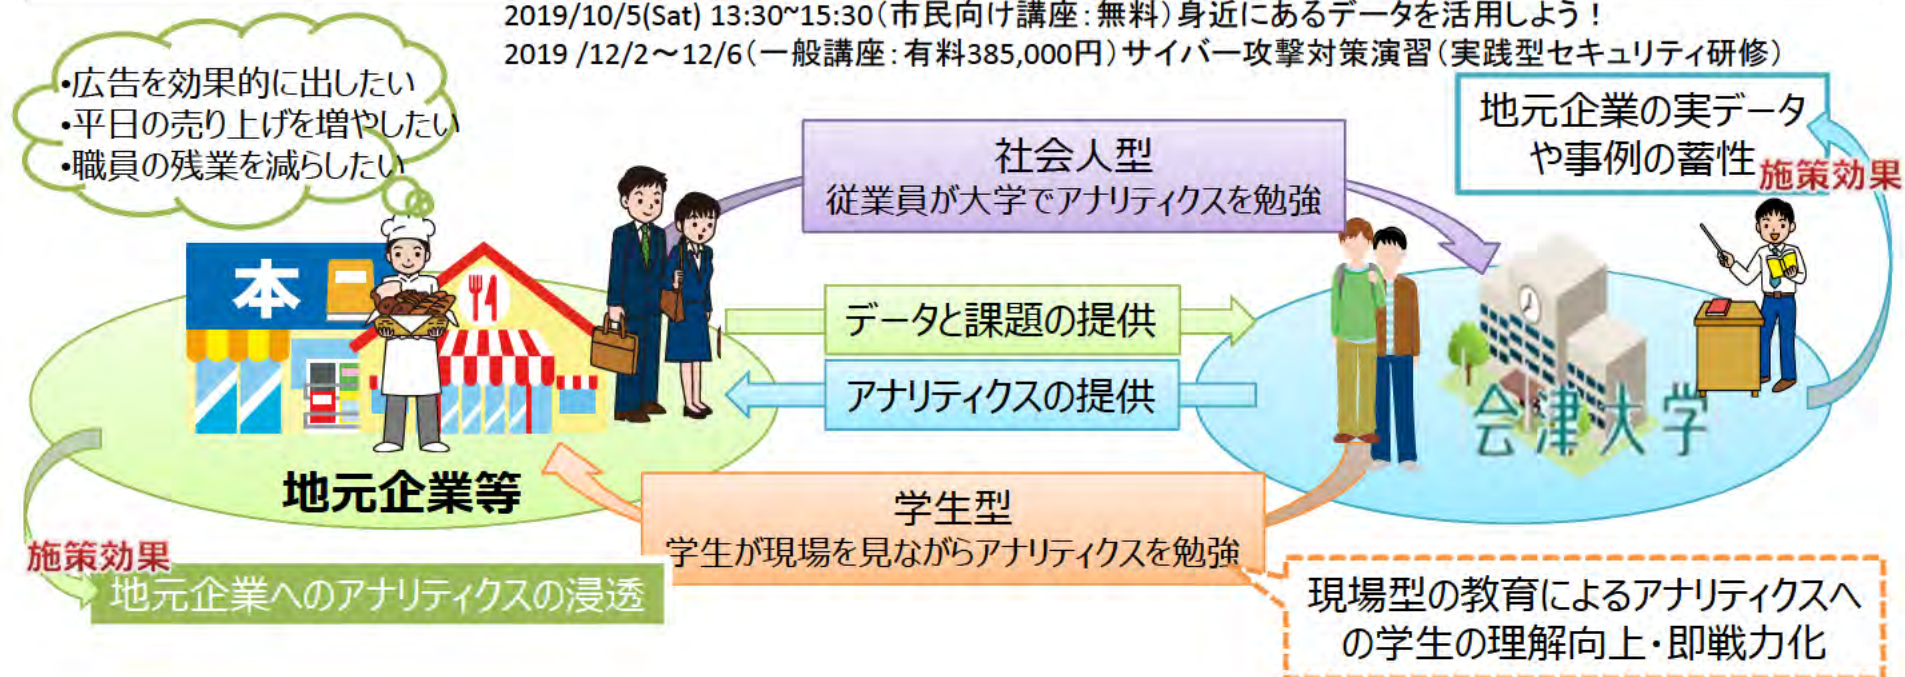 2019/10/5(Sat) 13:30~15:30(市民向け講座:無料)身近にあるデータを活用しよう!
2019 /12/2~12/6(一般講座:有料385,000円)サイバー攻撃対策演習(実践型セキュリティ研修)
•広告を効果的に出したい
•平日の売り上げを増やしたい
•職員の残業を減らしたい
社会人型
従業員が大学でアナリティクスを勉強
地元企業の実データ
や事例の蓄性
施策効果
本
データと課題の提供
アナリティクスの提供
会津大学
地元企業等
学生型
学生が現場を見ながらアナリティクスを勉強
施策効果
地元企業へのアナリティクスの浸透
現場型の教育によるアナリティクスへ
の学生の理解向上・即戦力化